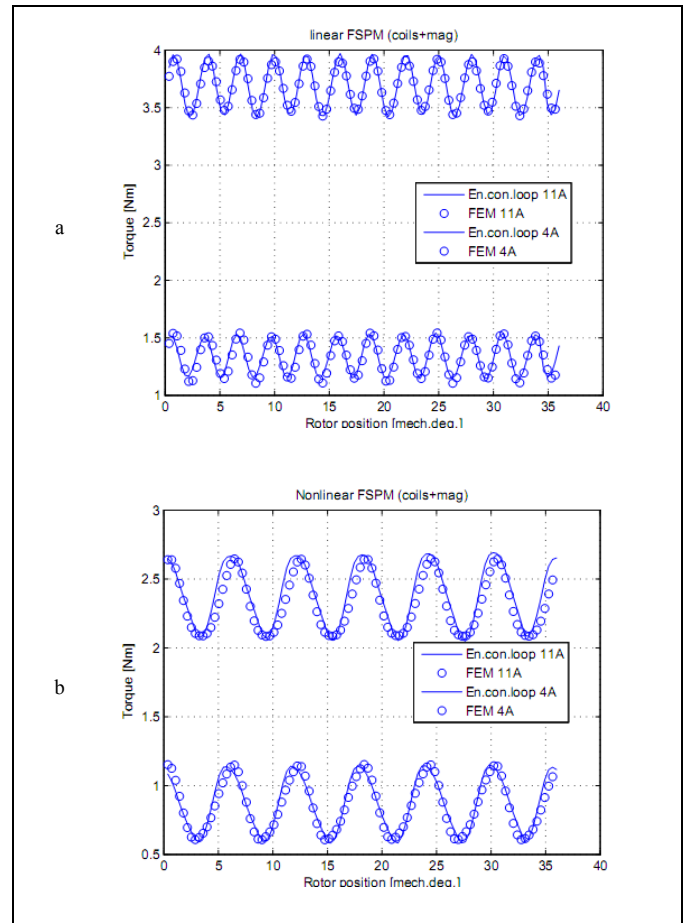 linear FSPM (coils+mag)
4
3.5
3
2.5
2
1.5
1
Torque [Nm]
a
En.con.loop 11A
FEM 11A
En.con.loop 4A
FEM 4A
0 5 10 15 20 25 30 35 40
Rotor position [mech.deg.]
Nonlinear FSPM (coils+mag)
3
2.5
2
1.5
1
0.5
Torque [Nm]
b
En.con.loop 11A
FEM 11A
En.con.loop 4A
FEM 4A
0 5 10 15 20 25 30 35 40
Rotor position [mech.deg.]